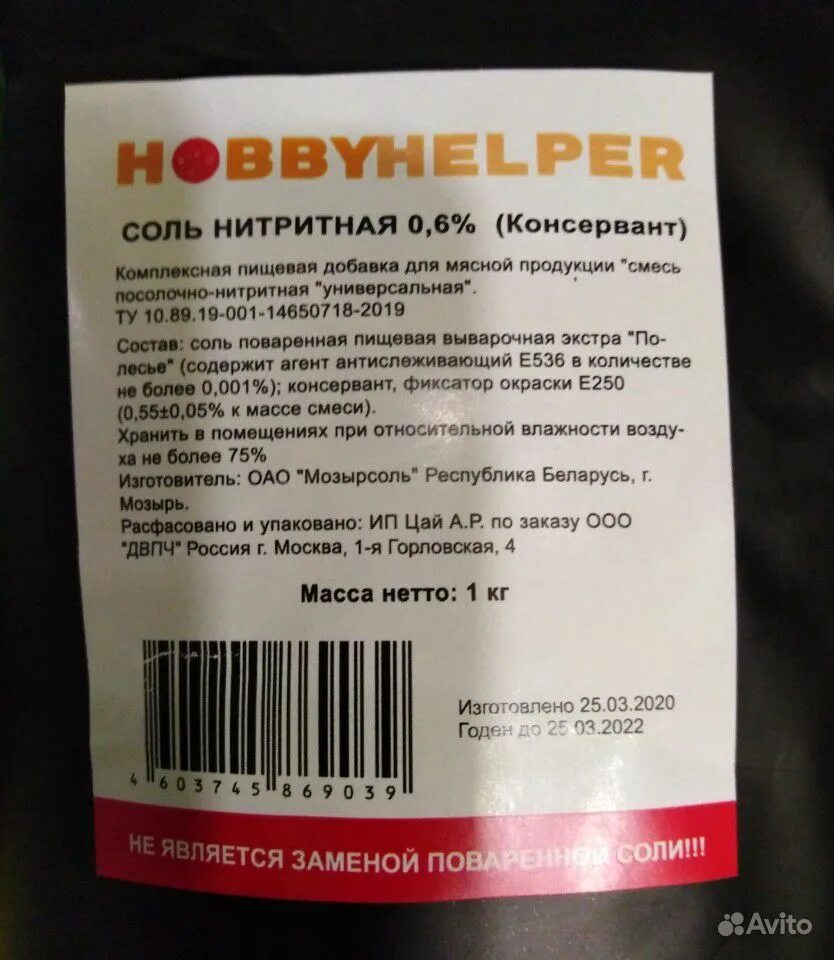 HOBBYHELPER
СОЛЬ НИТРИТНАЯ 0,6% (Консервант)
Комплексная пищевая добавка для мясной продукции "смесь
посолочно-нитритная "универсальная".
ТУ 10.89.19-001-14650718-2019
Состав: соль поваренная пищевая выварочная экстра "По-
лесье" (содержит агент антислеживающий Е536 в количестве
не более 0,001%); консервант, фиксатор окраски Е250
(0,55±0,05% к массе смеси).
Хранить в помещениях при относительной влажности возду-
ха не более 75%
Изготовитель: ОАО "Мозырсоль" Республика Беларусь, г.
Мозырь.
Расфасовано и упаковано: ИП Цай А.Р. по заказу ООО
"ДВПЧ" Россия г. Москва, 1-я Горловская, 4
Масса нетто: 1 кг
Изготовлено 25.03.2020
Годен до 25.03.2022
4 603745 869039
НЕ ЯВЛЯЕТСЯ ЗАМЕНОЙ ПОВАРЕННОЙ СОЛИ!!!
Avito